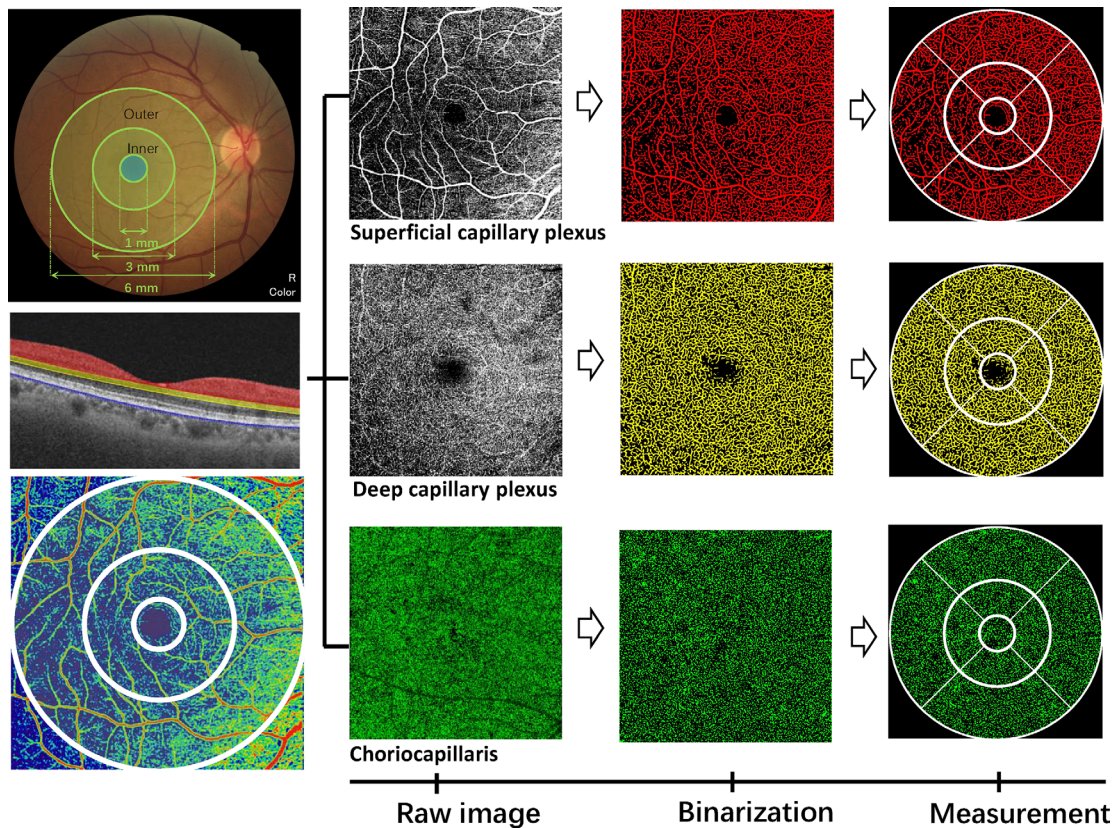 Outer
Inner
1 mm
3 mm
6 mm
R
Color
Superficial capillary plexus
Deep capillary plexus
Choriocapillaris
Raw image
Binarization
Measurement